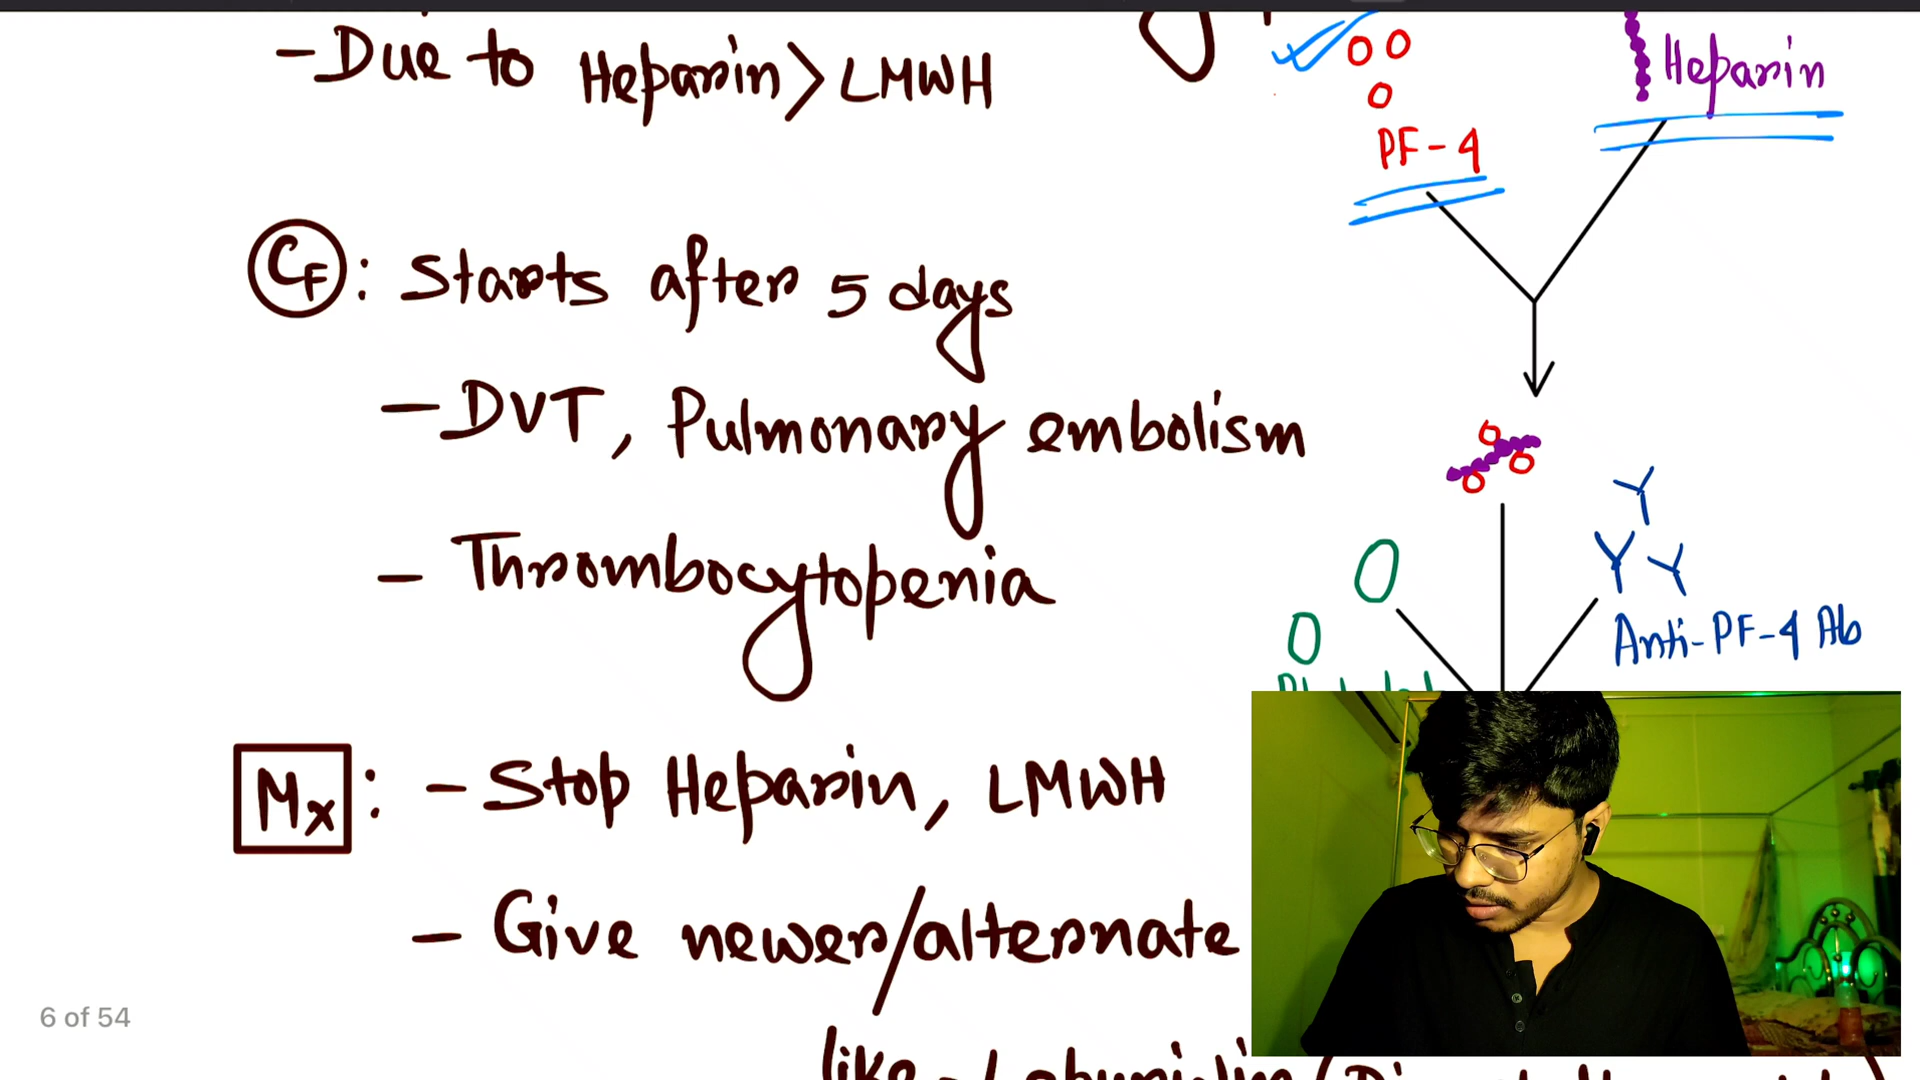 - Due to Heparin > LMWH
Heparin
PF-4
CF : Starts after 5 days
- DVT, Pulmonary embolism
- Thrombocytopenia
Anti-PF-4 Ab
Mx : - Stop Heparin, LMWH
- Give newer/alternate
like -
6 of 54